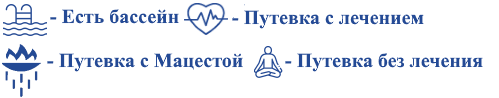 - Есть бассейн - Путевка с лечением
- Путевка с Мацестой - Путевка без лечения